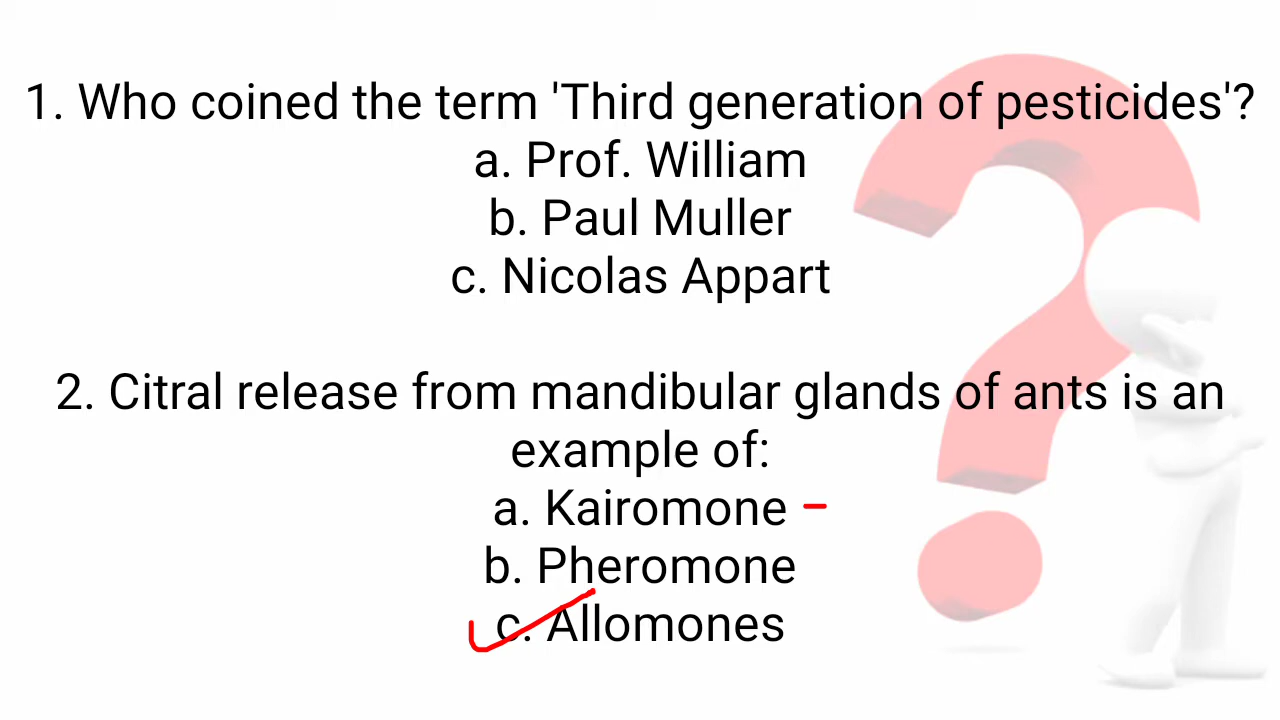 1. Who coined the term 'Third generation of pesticides'?
a. Prof. William
b. Paul Muller
c. Nicolas Appart
2. Citral release from mandibular glands of ants is an
example of:
a. Kairomone –
b. Pheromone
c. Allomones